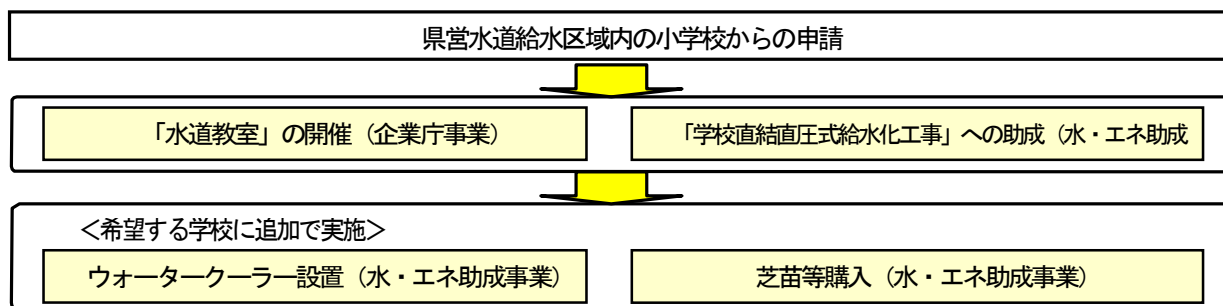 県営水道給水区域内の小学校からの申請
「水道教室」の開催（企業庁事業）
「学校直結直圧式給水化工事」への助成（水・エネ助成
＜希望する学校に追加で実施＞
ウォータークーラー設置（水・エネ助成事業）
芝苗等購入（水・エネ助成事業）